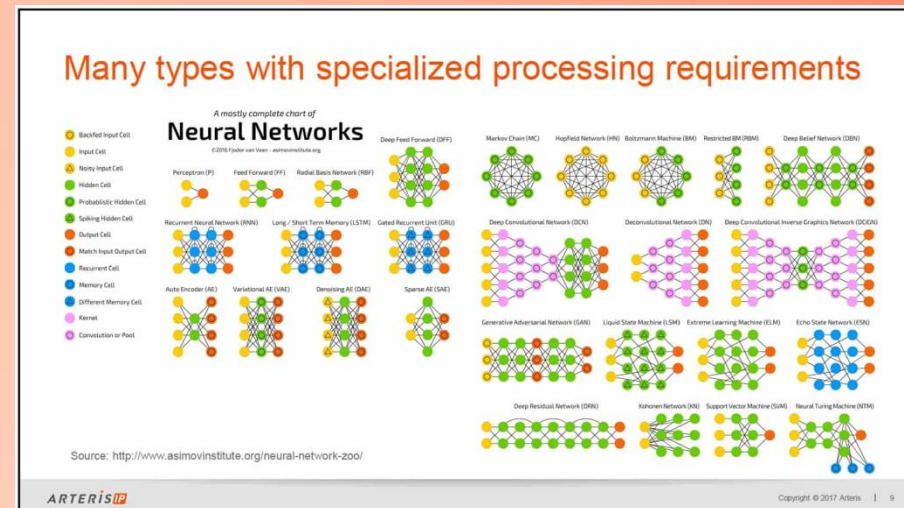 Many types with specialized processing requirements
A mostly complete chart of
Neural Networks
©2016 Fjodor van Veen - asimovinstitute.org
Backfed Input Cell
Input Cell
Noisy Input Cell
Hidden Cell
Probablistic Hidden Cell
Spiking Hidden Cell
Output Cell
Match Input Output Cell
Recurrent Cell
Memory Cell
Different Memory Cell
Kernel
Convolution or Pool
Perceptron (P)
Feed Forward (FF)
Radial Basis Network (RBF)
Deep Feed Forward (DFF)
Recurrent Neural Network (RNN)
Long / Short Term Memory (LSTM)
Gated Recurrent Unit (GRU)
Auto Encoder (AE)
Variational AE (VAE)
Denoising AE (DAE)
Sparse AE (SAE)
Markov Chain (MC)
Hopfield Network (HN)
Boltzmann Machine (BM)
Restricted BM (RBM)
Deep Belief Network (DBN)
Deep Convolutional Network (DCN)
Deconvolutional Network (DN)
Deep Convolutional Inverse Graphics Network (DCIGN)
Generative Adversarial Network (GAN)
Liquid State Machine (LSM)
Extreme Learning Machine (ELM)
Echo State Network (ESN)
Deep Residual Network (DRN)
Kohonen Network (KN)
Support Vector Machine (SVM)
Neural Turing Machine (NTM)
Source: http://www.asimovinstitute.org/neural-network-zoo/
ARTERIS IP
Copyright © 2017 Arteris | 9